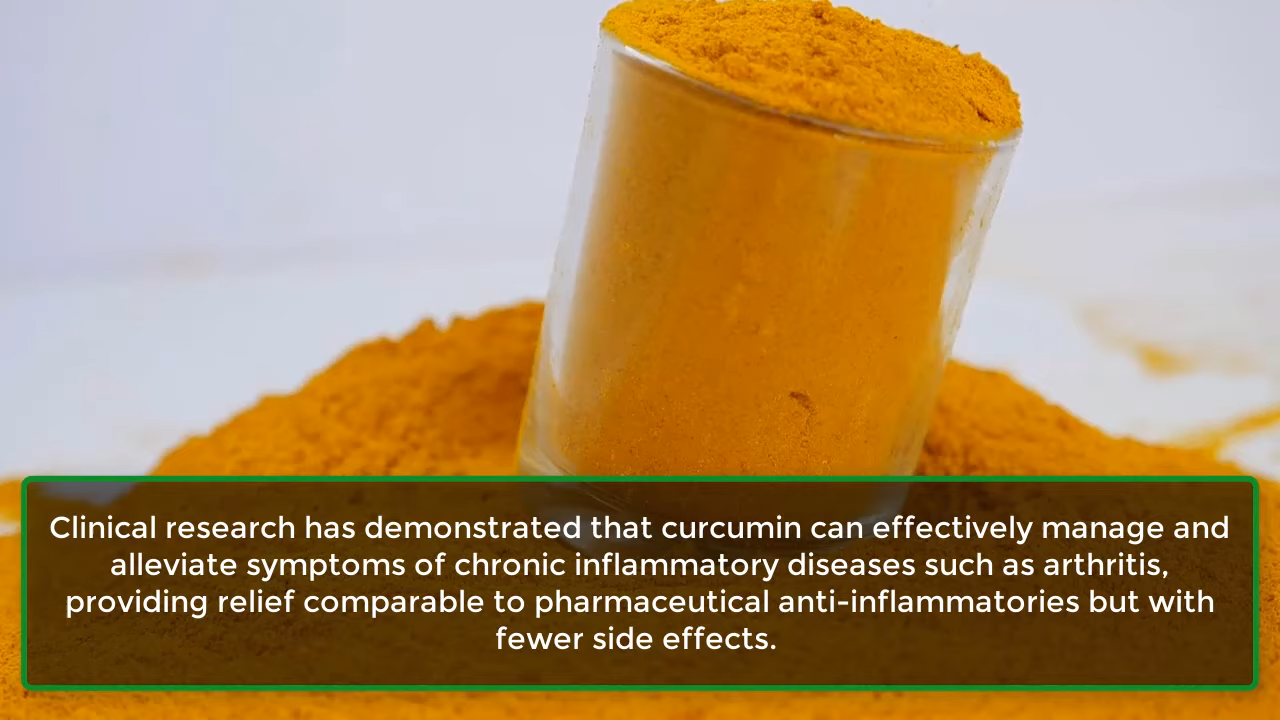 Clinical research has demonstrated that curcumin can effectively manage and
alleviate symptoms of chronic inflammatory diseases such as arthritis,
providing relief comparable to pharmaceutical anti-inflammatories but with
fewer side effects.